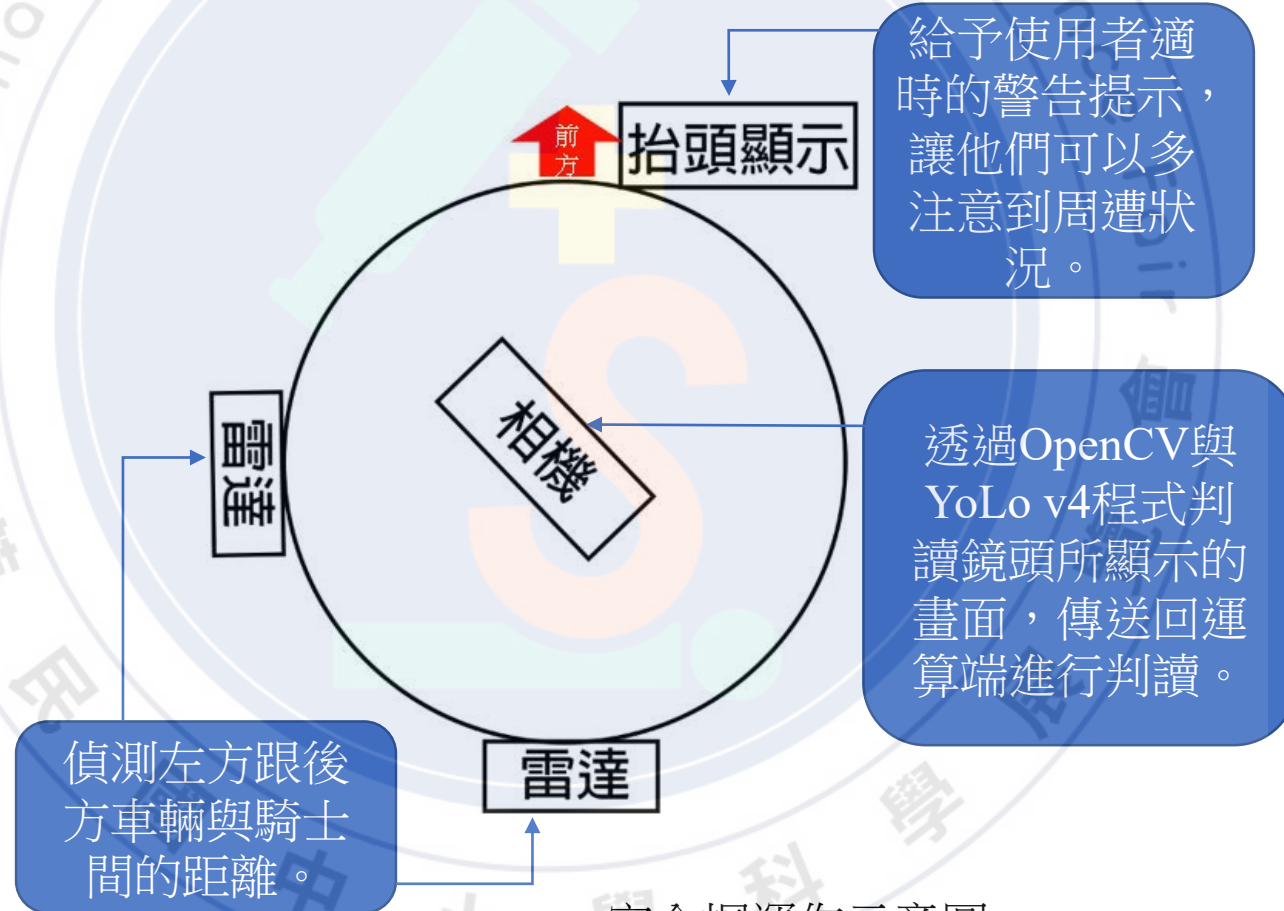 給予使用者適
時的警告提示，
讓他們可以多
注意到周遭狀
況。
前
方
抬頭顯示
雷達
相機
透過OpenCV與
YoLo v4程式判
讀鏡頭所顯示的
畫面，傳送回運
算端進行判讀。
偵測左方跟後
方車輛與騎士
間的距離。
雷達